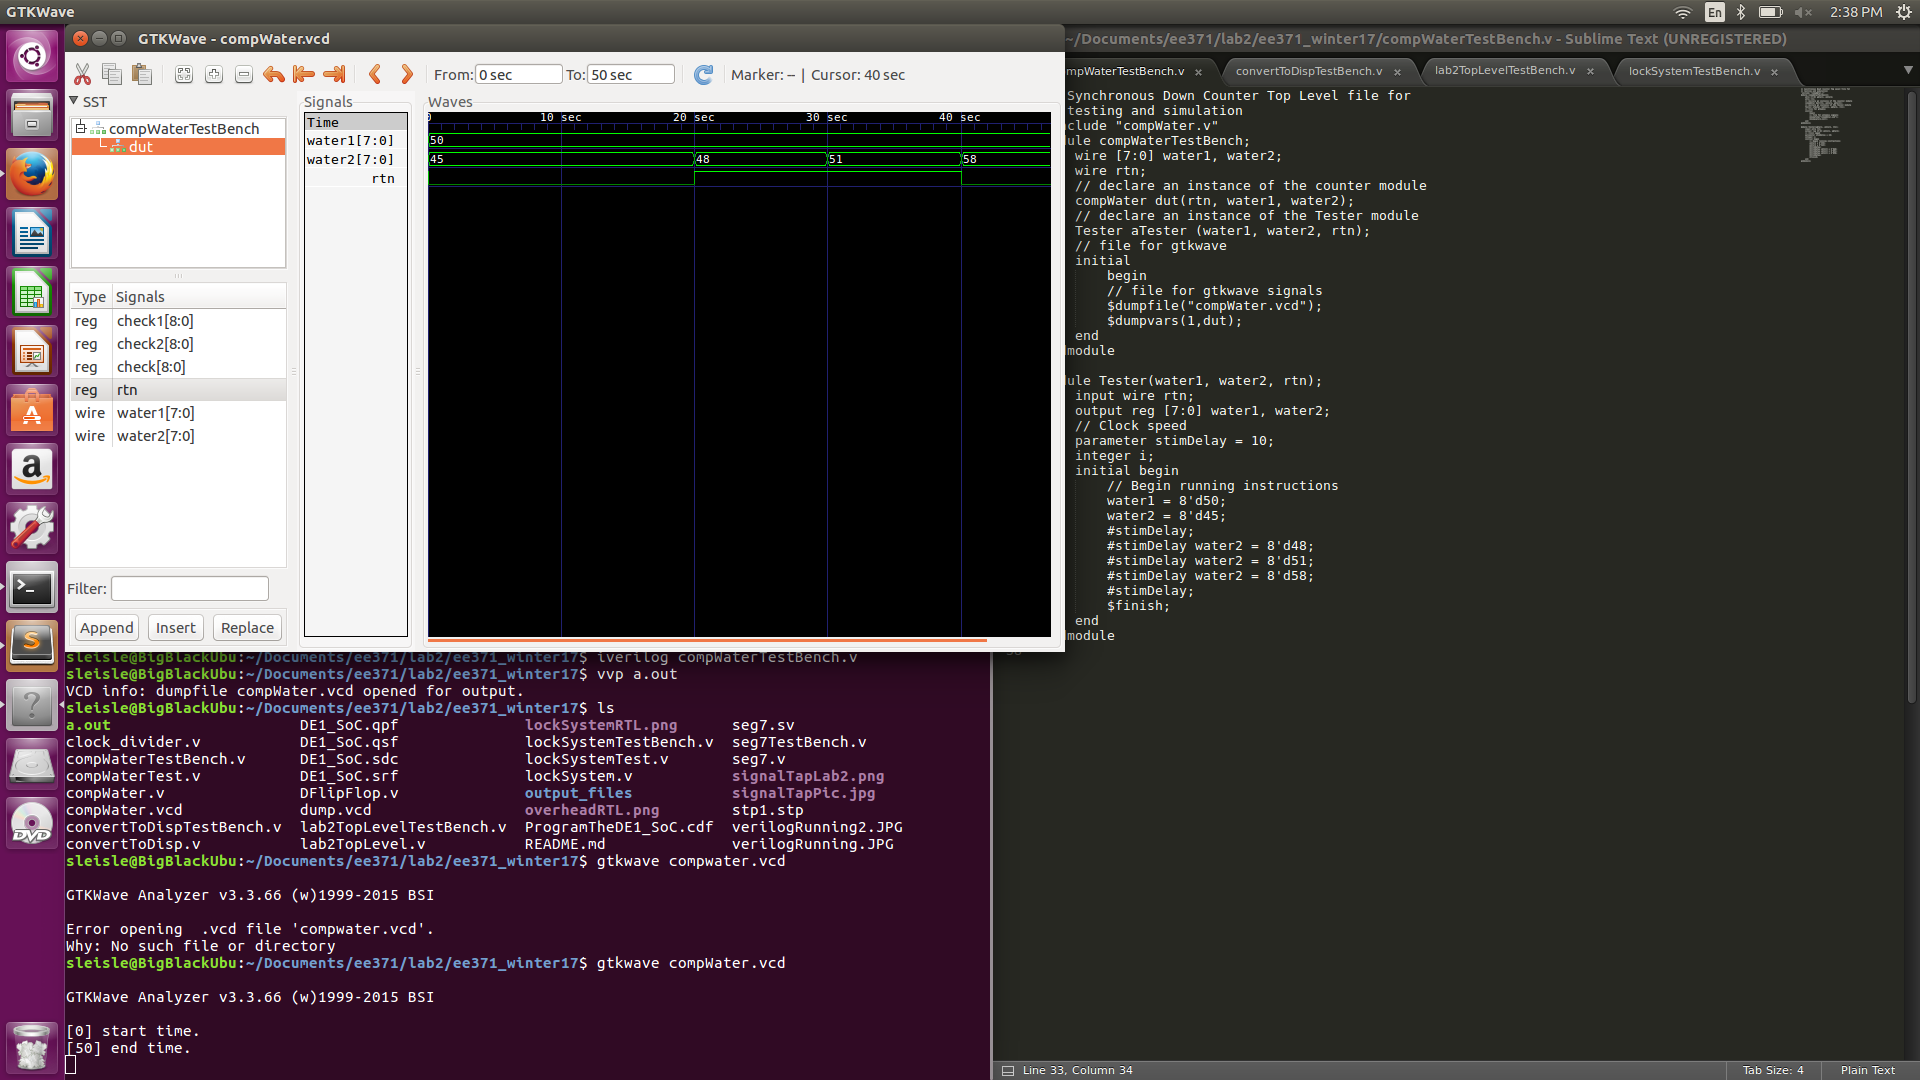 GTKWave
En
2:38 PM
GTKWave - compWater.vcd
From: 0 sec To: 50 sec Marker: -- | Cursor: 40 sec
SST
compWaterTestBench
dut
Type Signals
reg check1[8:0]
reg check2[8:0]
reg check[8:0]
reg rtn
wire water1[7:0]
wire water2[7:0]
Filter:
Append Insert Replace
Signals
Time
water1[7:0]
water2[7:0]
rtn
Waves
0 10 sec 20 sec 30 sec 40 sec
50
45 48 51 58
~/Documents/ee371/lab2/ee371_winter17/compWaterTestBench.v - Sublime Text (UNREGISTERED)
mpWaterTestBench.v × convertToDispTestBench.v × lab2TopLevelTestBench.v × lockSystemTestBench.v ×
Synchronous Down Counter Top Level file for
testing and simulation
clude "compWater.v"
dule compWaterTestBench;
wire [7:0] water1, water2;
wire rtn;
// declare an instance of the counter module
compWater dut(rtn, water1, water2);
// declare an instance of the Tester module
Tester aTester (water1, water2, rtn);
// file for gtkwave
initial
begin
// file for gtkwave signals
$dumpfile("compWater.vcd");
$dumpvars(1,dut);
end
dmodule
ule Tester(water1, water2, rtn);
input wire rtn;
output reg [7:0] water1, water2;
// Clock speed
parameter stimDelay = 10;
integer i;
initial begin
// Begin running instructions
water1 = 8'd50;
water2 = 8'd45;
#stimDelay;
#stimDelay water2 = 8'd48;
#stimDelay water2 = 8'd51;
#stimDelay water2 = 8'd58;
#stimDelay;
$finish;
end
dmodule
Line 33, Column 34 Tab Size: 4 Plain Text
sleisle@BigBlackUbu:~/Documents/ee371/lab2/ee371_winter17$ iverilog compWaterTestBench.v
sleisle@BigBlackUbu:~/Documents/ee371/lab2/ee371_winter17$ vvp a.out
VCD info: dumpfile compWater.vcd opened for output.
sleisle@BigBlackUbu:~/Documents/ee371/lab2/ee371_winter17$ ls
a.out DE1_SoC.qpf lockSystemRTL.png seg7.sv
clock_divider.v DE1_SoC.qsf lockSystemTestBench.v seg7TestBench.v
compWaterTestBench.v DE1_SoC.sdc lockSystemTest.v seg7.v
compWaterTest.v DE1_SoC.srf lockSystem.v signalTapLab2.png
compWater.v DFlipFlop.v output_files signalTapPic.jpg
compWater.vcd dump.vcd overheadRTL.png stp1.stp
convertToDispTestBench.v lab2TopLevelTestBench.v ProgramTheDE1_SoC.cdf verilogRunning2.JPG
convertToDisp.v lab2TopLevel.v README.md verilogRunning.JPG
sleisle@BigBlackUbu:~/Documents/ee371/lab2/ee371_winter17$ gtkwave compwater.vcd
GTKWave Analyzer v3.3.66 (w)1999-2015 BSI
Error opening .vcd file 'compwater.vcd'.
Why: No such file or directory
sleisle@BigBlackUbu:~/Documents/ee371/lab2/ee371_winter17$ gtkwave compWater.vcd
GTKWave Analyzer v3.3.66 (w)1999-2015 BSI
[0] start time.
[50] end time.